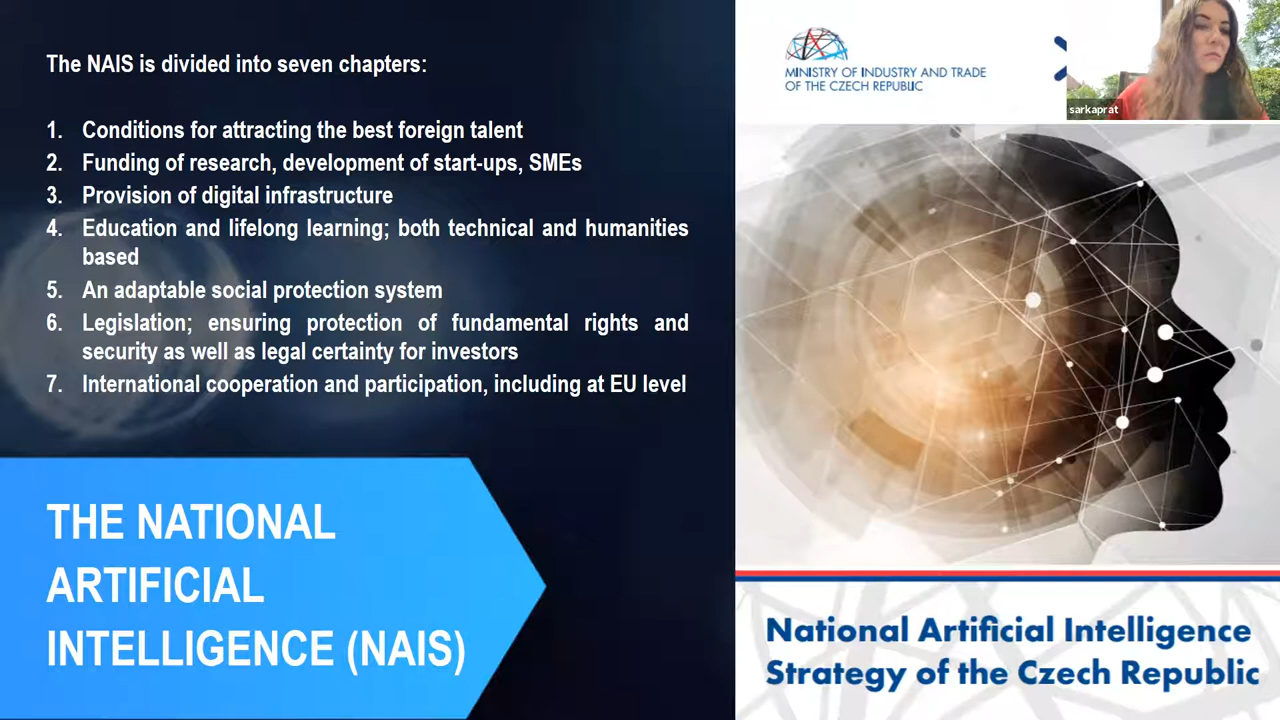 The NAIS is divided into seven chapters:
1. Conditions for attracting the best foreign talent
2. Funding of research, development of start-ups, SMEs
3. Provision of digital infrastructure
4. Education and lifelong learning; both technical and humanities
based
5. An adaptable social protection system
6. Legislation; ensuring protection of fundamental rights and
security as well as legal certainty for investors
7. International cooperation and participation, including at EU level
THE NATIONAL
ARTIFICIAL
INTELLIGENCE (NAIS)
MINISTRY OF INDUSTRY AND TRADE
OF THE CZECH REPUBLIC
sarkaprat
National Artificial Intelligence
Strategy of the Czech Republic